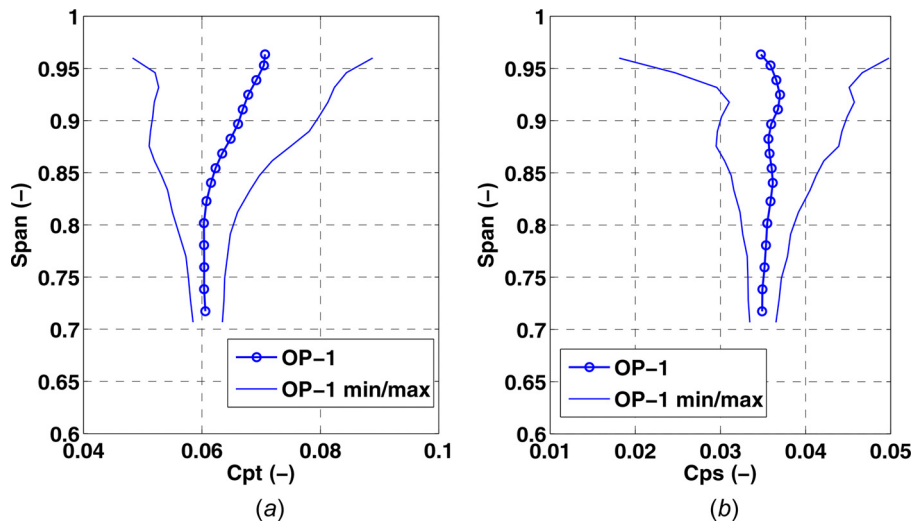 1
0.95
0.9
0.85
0.8
0.75
0.7
0.65
0.6
Span (–)
OP–1
OP–1 min/max
0.04 0.06 0.08 0.1
Cpt (–)
(a)
1
0.95
0.9
0.85
0.8
0.75
0.7
0.65
0.6
Span (–)
OP–1
OP–1 min/max
0.01 0.02 0.03 0.04 0.05
Cps (–)
(b)